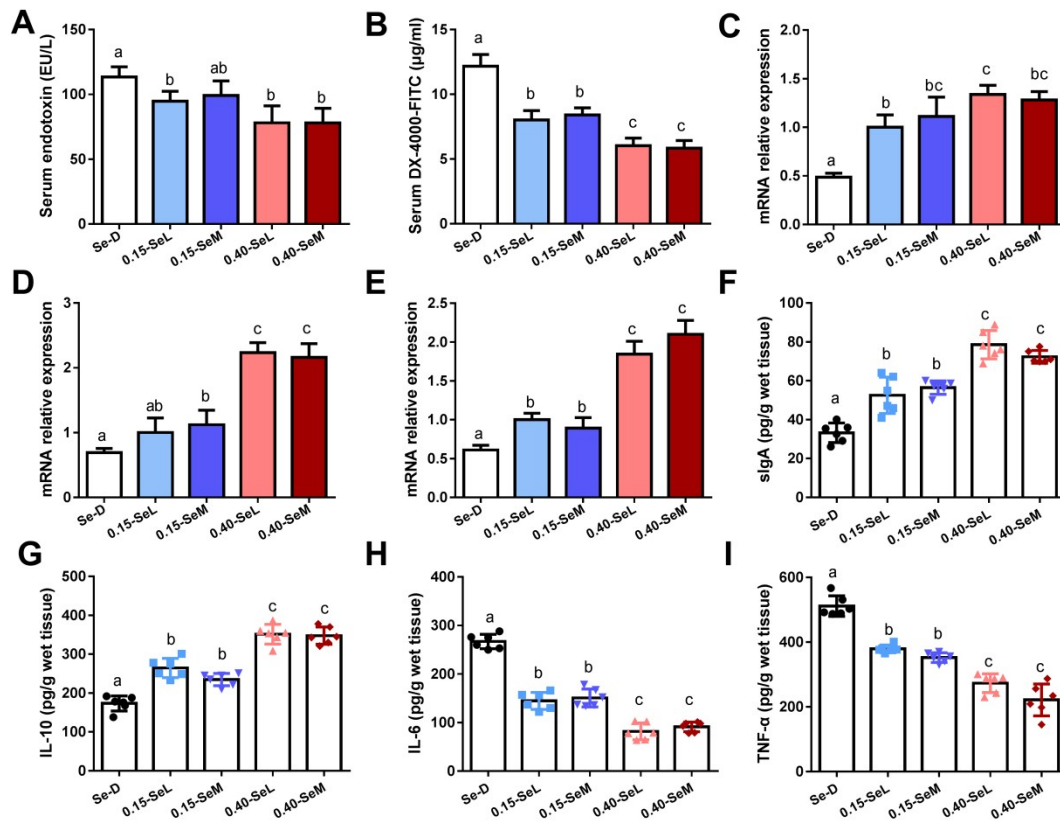 A
Serum endotoxin (EU/L)
150
100
50
0
a
b
ab
b
b
Se-D
0.15-SeL
0.15-SeM
0.40-SeL
0.40-SeM
B
Serum DX-4000-FITC (μg/ml)
15
10
5
0
a
b
b
c
c
Se-D
0.15-SeL
0.15-SeM
0.40-SeL
0.40-SeM
C
mRNA relative expression
2.0
1.5
1.0
0.5
0.0
a
b
bc
c
bc
Se-D
0.15-SeL
0.15-SeM
0.40-SeL
0.40-SeM
D
mRNA relative expression
3
2
1
0
a
ab
b
c
c
Se-D
0.15-SeL
0.15-SeM
0.40-SeL
0.40-SeM
E
mRNA relative expression
2.5
2.0
1.5
1.0
0.5
0.0
a
b
b
c
c
Se-D
0.15-SeL
0.15-SeM
0.40-SeL
0.40-SeM
F
sIgA (pg/g wet tissue)
100
80
60
40
20
0
a
b
b
c
c
Se-D
0.15-SeL
0.15-SeM
0.40-SeL
0.40-SeM
G
IL-10 (pg/g wet tissue)
500
400
300
200
100
0
a
b
b
c
c
Se-D
0.15-SeL
0.15-SeM
0.40-SeL
0.40-SeM
H
IL-6 (pg/g wet tissue)
400
300
200
100
0
a
b
b
c
c
Se-D
0.15-SeL
0.15-SeM
0.40-SeL
0.40-SeM
I
TNF-α (pg/g wet tissue)
600
400
200
0
a
b
b
c
c
Se-D
0.15-SeL
0.15-SeM
0.40-SeL
0.40-SeM